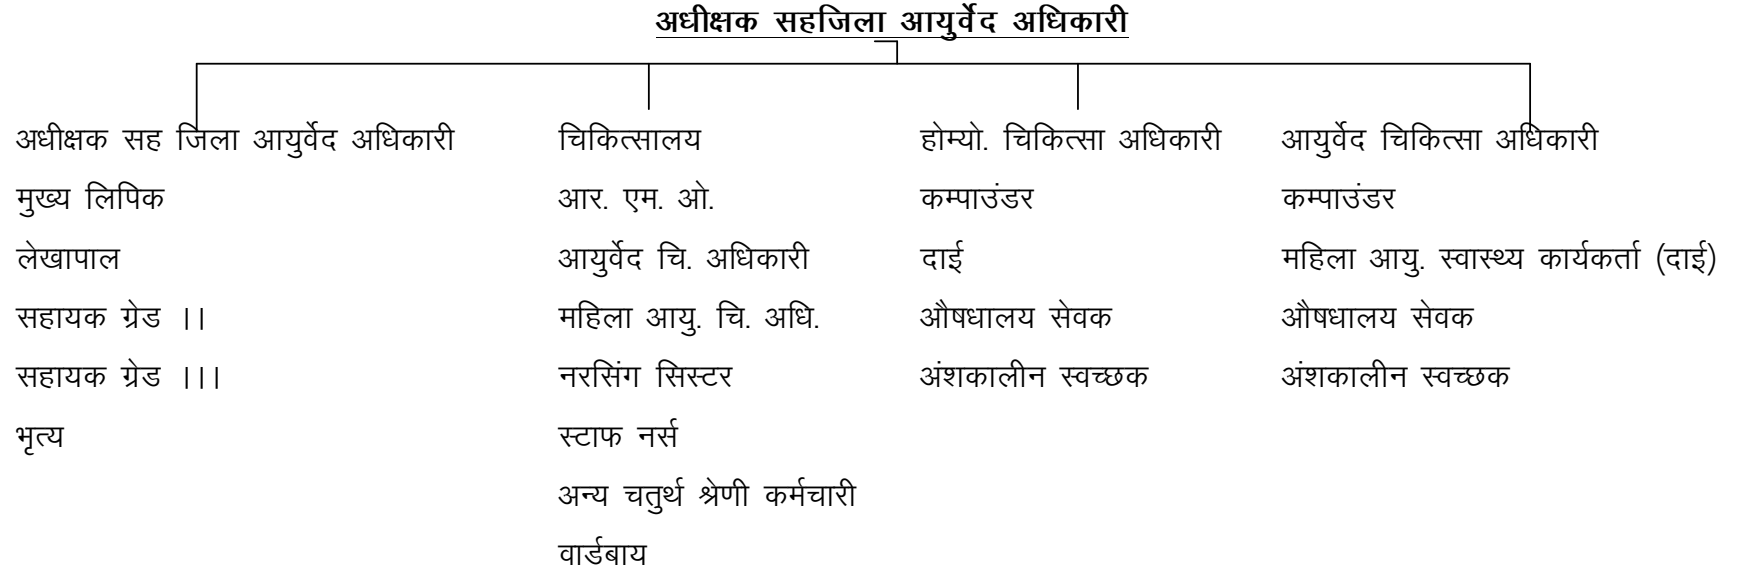 अधीक्षक सहजिला आयुर्वेद अधिकारी
अधीक्षक सह जिला आयुर्वेद अधिकारी चिकित्सालय होम्यो. चिकित्सा अधिकारी आयुर्वेद चिकित्सा अधिकारी
मुख्य लिपिक आर. एम. ओ. कम्पाउंडर कम्पाउंडर
लेखापाल आयुर्वेद चि. अधिकारी दाई महिला आयु. स्वास्थ्य कार्यकर्ता (दाई)
सहायक ग्रेड ।। महिला आयु. चि. अधि. औषधालय सेवक औषधालय सेवक
सहायक ग्रेड ।।। नरसिंग सिस्टर अंशकालीन स्वच्छक अंशकालीन स्वच्छक
भृत्य स्टाफ नर्स
अन्य चतुर्थ श्रेणी कर्मचारी
वार्डबाय